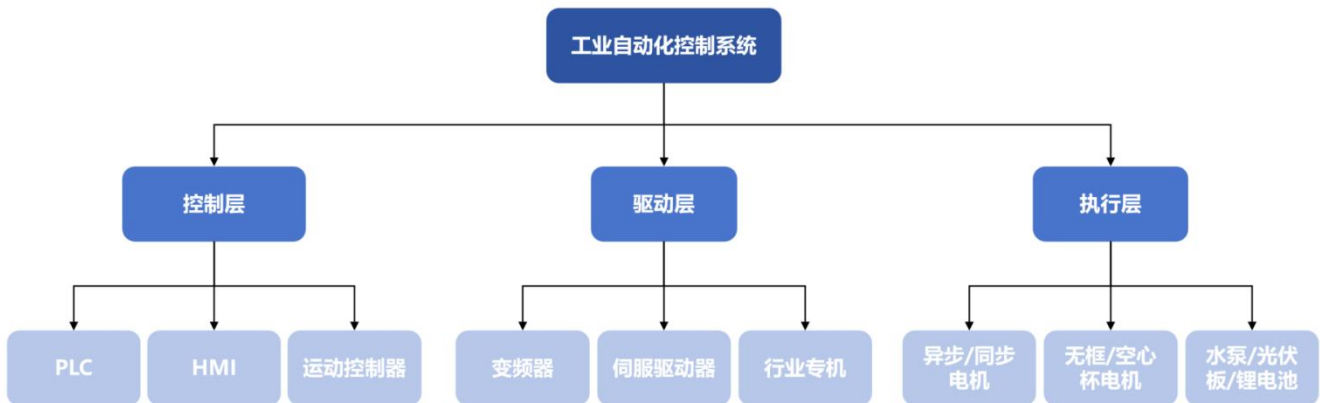 工业自动化控制系统
控制层
驱动层
执行层
PLC
HMI
运动控制器
变频器
伺服驱动器
行业专机
异步/同步
电机
无框/空心
杯电机
水泵/光伏
板/锂电池